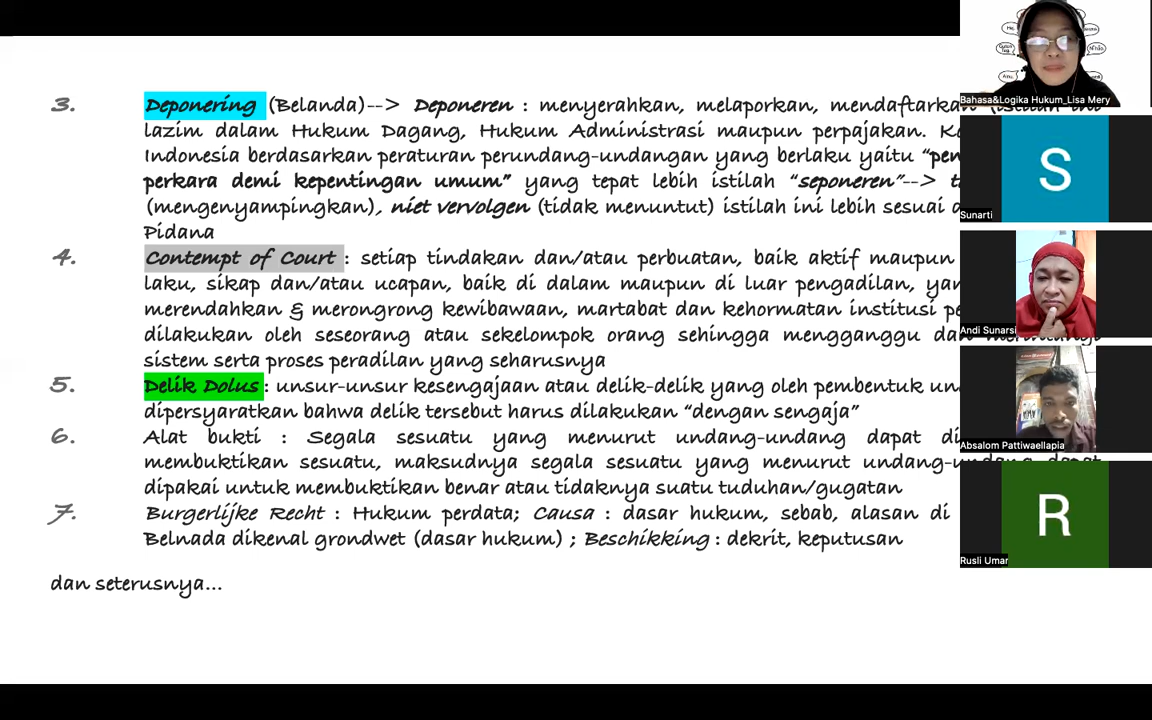 3. Deponering (Belanda)--> Deponeren : menyerahkan, melaporkan, mendaftarkan
lazim dalam Hukum Dagang, Hukum Administrasi maupun perpajakan.
Indonesia berdasarkan peraturan perundang-undangan yang berlaku yaitu
perkara demi kepentingan umum” yang tepat lebih istilah “seponeren”-->
(mengenyampingkan), niet vervolgen (tidak menuntut) istilah ini lebih sesuai
Pidana
4. Contempt of Court : setiap tindakan dan/atau perbuatan, baik aktif maupun
laku, sikap dan/atau ucapan, baik di dalam maupun di luar pengadilan,
merendahkan & merongrong kewibawaan, martabat dan kehormatan institusi
dilakukan oleh seseorang atau sekelompok orang sehingga mengganggu
sistem serta proses peradilan yang seharusnya
5. Delik Dolus : unsur-unsur kesengajaan atau delik-delik yang oleh pembentuk
dipersyaratkan bahwa delik tersebut harus dilakukan “dengan sengaja”
6. Alat bukti : Segala sesuatu yang menurut undang-undang dapat
membuktikan sesuatu, maksudnya segala sesuatu yang menurut
dipakai untuk membuktikan benar atau tidaknya suatu tuduhan/gugatan
7. Burgerlijke Recht : Hukum perdata; Causa : dasar hukum, sebab, alasan di
Belnada dikenal grondwet (dasar hukum) ; Beschikking : dekrit, keputusan
dan seterusnya...
Bahasa&Logika Hukum_Lisa Mery
S
Sunarti
Andi Sunarsi
Absalom Pattiwaellapia
R
Rusli Umar